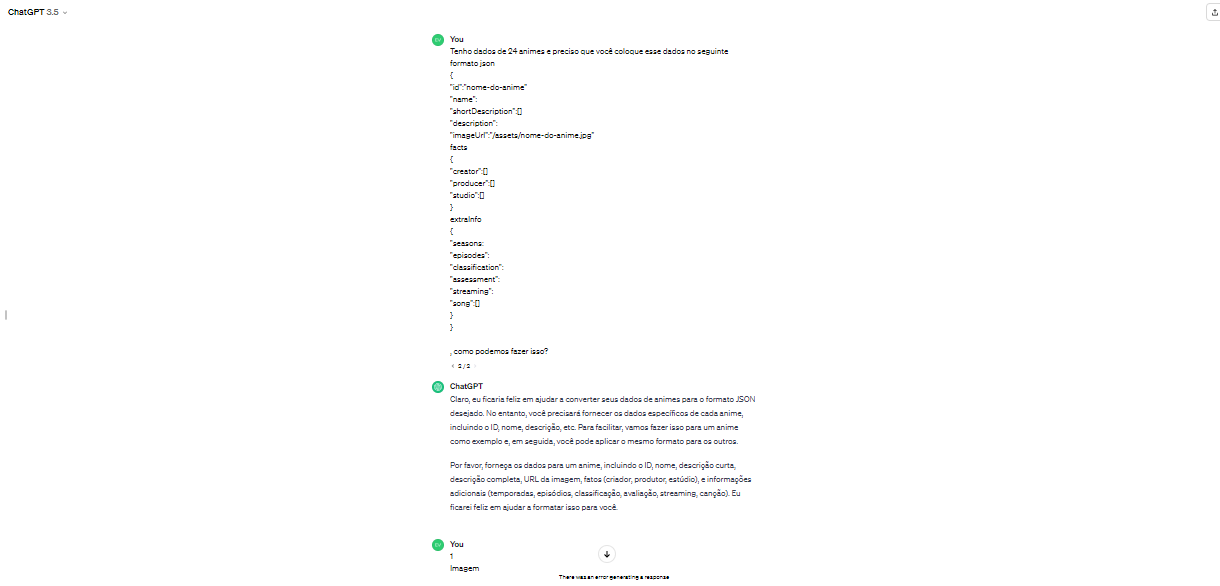 ChatGPT 3.5
You
Tenho dados de 24 animes e preciso que você coloque esse dados no seguinte
formato json
{
"id":"nome-do-anime"
"name":
"shortDescription":[]
"description":
"imageUrl":"/assets/nome-do-anime.jpg"
facts
{
"creator":[]
"producer":[]
"studio":[]
}
extraInfo
{
"seasons:
"episodes":
"classification":
"assessment":
"streaming":
"song":[]
}
}
, como podemos fazer isso?
2 / 2
ChatGPT
Claro, eu ficaria feliz em ajudar a converter seus dados de animes para o formato JSON
desejado. No entanto, você precisará fornecer os dados específicos de cada anime,
incluindo o ID, nome, descrição, etc. Para facilitar, vamos fazer isso para um anime
como exemplo e, em seguida, você pode aplicar o mesmo formato para os outros.
Por favor, forneça os dados para um anime, incluindo o ID, nome, descrição curta,
descrição completa, URL da imagem, fatos (criador, produtor, estúdio), e informações
adicionais (temporadas, episódios, classificação, avaliação, streaming, canção). Eu
ficarei feliz em ajudar a formatar isso para você.
You
1
Imagem
There was an error generating a response